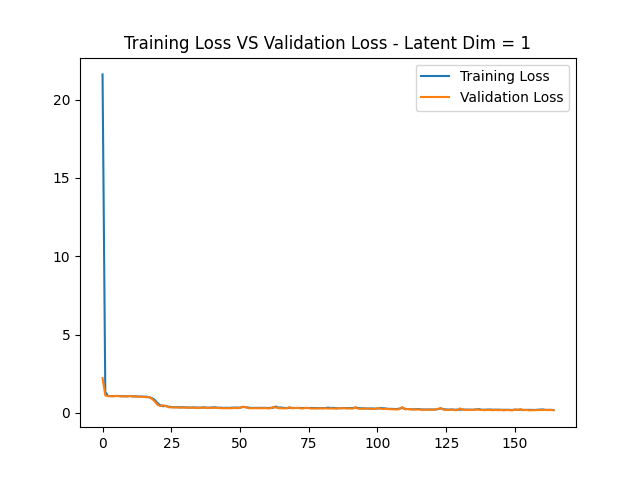 Training Loss VS Validation Loss - Latent Dim = 1
Training Loss
Validation Loss
20
15
10
5
0
0 25 50 75 100 125 150